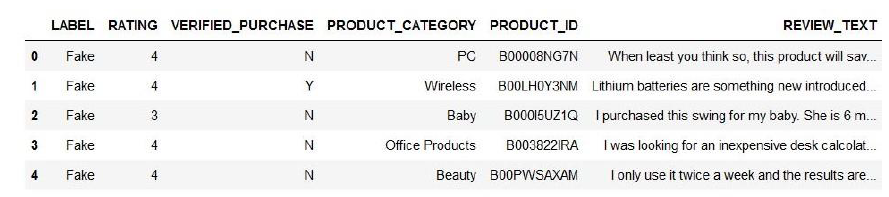 LABEL RATING VERIFIED_PURCHASE PRODUCT_CATEGORY PRODUCT_ID REVIEW_TEXT
0 Fake 4 N PC B00008NG7N When least you think so, this product will sav...
1 Fake 4 Y Wireless B00LH0Y3NM Lithium batteries are something new introduced...
2 Fake 3 N Baby B000I5UZ1Q I purchased this swing for my baby. She is 6 m...
3 Fake 4 N Office Products B003822IRA I was looking for an inexpensive desk calcolat...
4 Fake 4 N Beauty B00PWSAXAM I only use it twice a week and the results are...